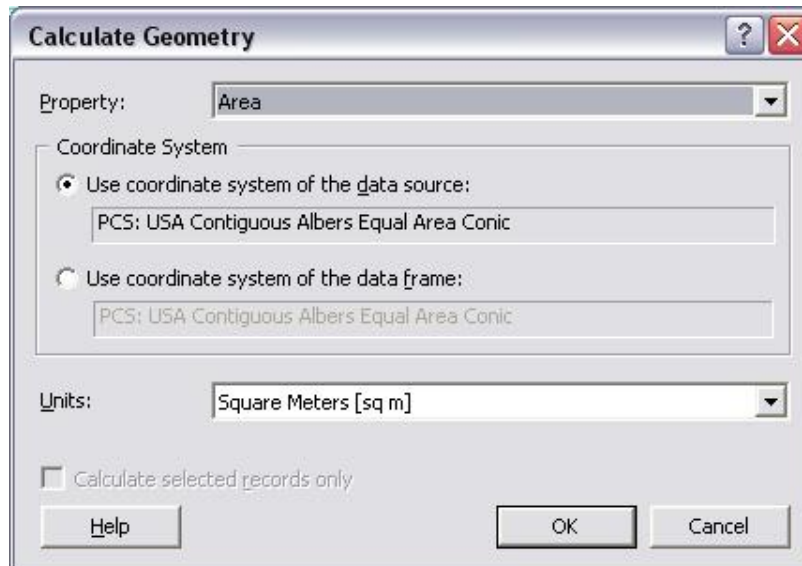 Calculate Geometry
Property: Area
Coordinate System
Use coordinate system of the data source:
PCS: USA Contiguous Albers Equal Area Conic
Use coordinate system of the data frame:
PCS: USA Contiguous Albers Equal Area Conic
Units: Square Meters [sq m]
Calculate selected records only
Help OK Cancel